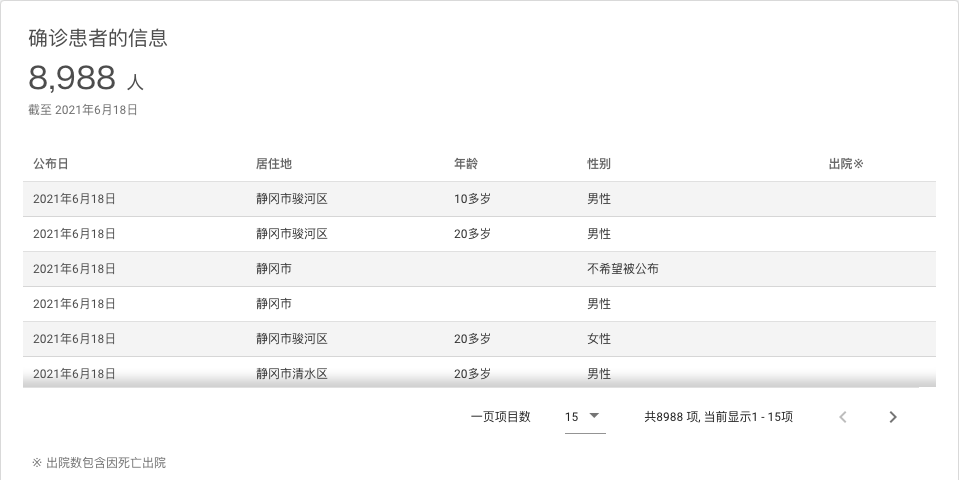 确诊患者的信息
8,988 人
截至 2021年6月18日
公布日 居住地 年龄 性别 出院※
2021年6月18日 静冈市骏河区 10多岁 男性
2021年6月18日 静冈市骏河区 20多岁 男性
2021年6月18日 静冈市 不希望被公布
2021年6月18日 静冈市 男性
2021年6月18日 静冈市骏河区 20多岁 女性
2021年6月18日 静冈市清水区 20多岁 男性
一页项目数 15 共8988 项, 当前显示1 - 15项
※ 出院数包含因死亡出院